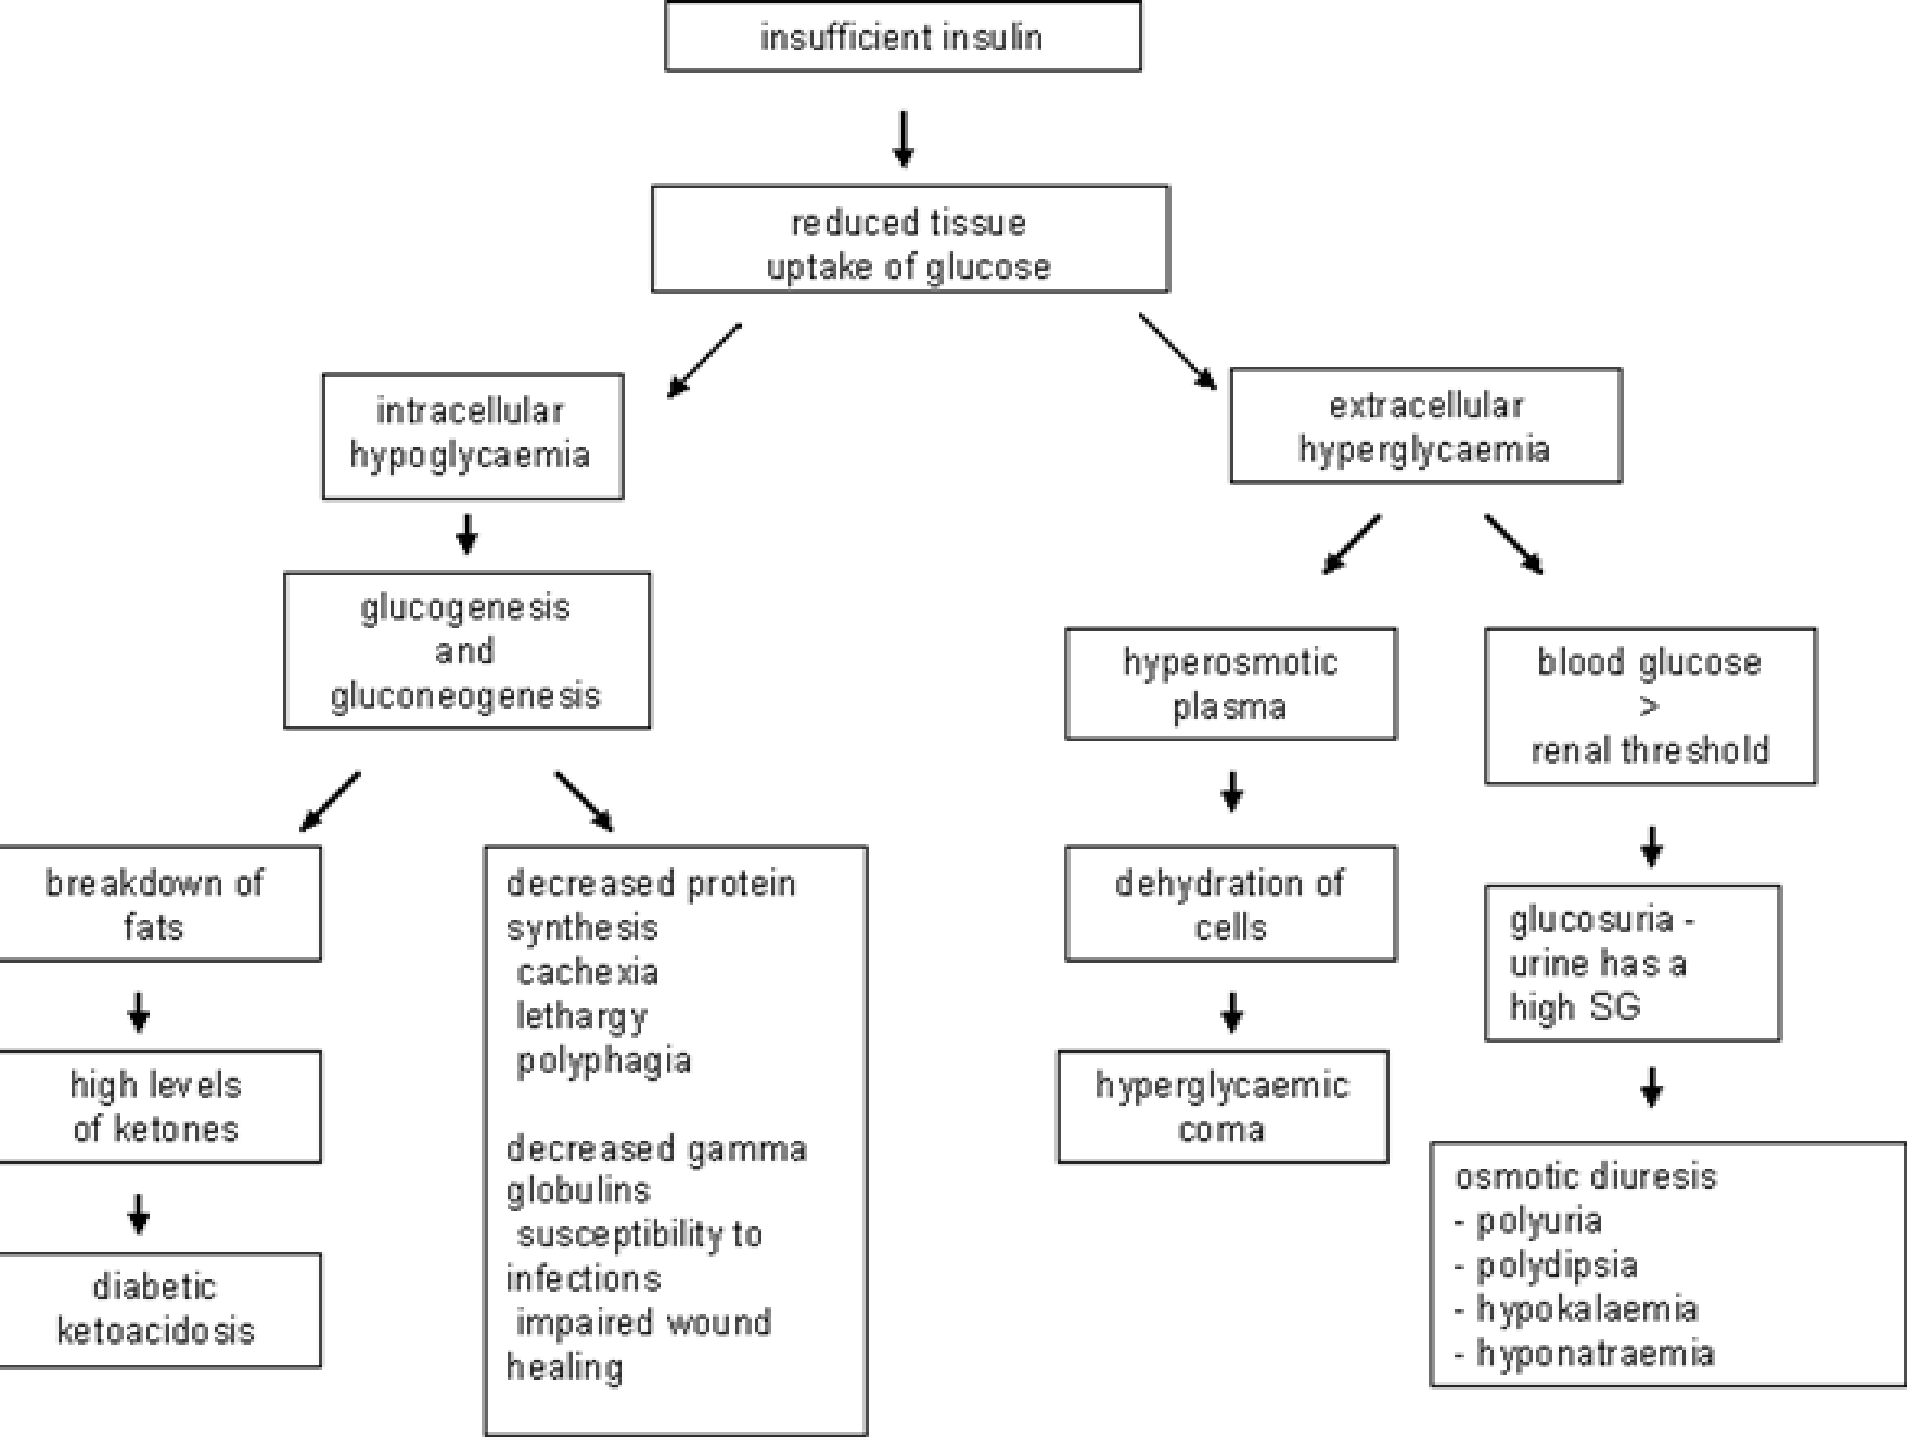 insufficient insulin
reduced tissue
uptake of glucose
intracellular
hypoglycaemia
extracellular
hyperglycaemia
glucogenesis
and
gluconeogenesis
hyperosmotic
plasma
blood glucose
>
renal threshold
breakdown of
fats
decreased protein
synthesis
cachexia
lethargy
polyphagia
decreased gamma
globulins
susceptibility to
infections
impaired wound
healing
dehydration of
cells
glucosuria -
urine has a
high SG
high levels
of ketones
hyperglycaemic
coma
osmotic diuresis
- polyuria
- polydipsia
- hypokalaemia
- hyponatraemia
diabetic
ketoacidosis